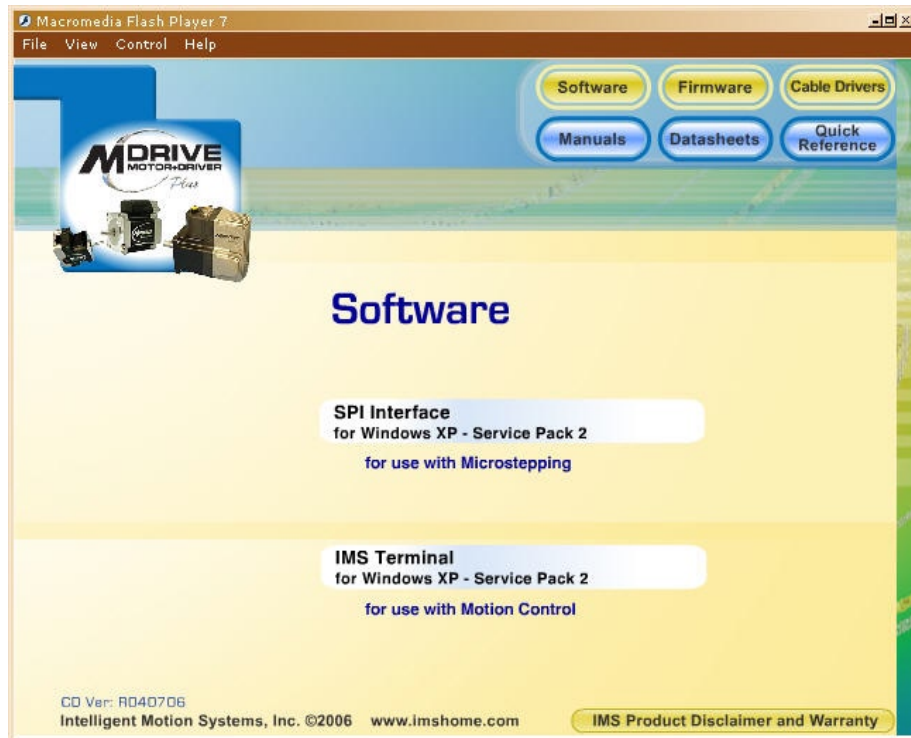 Macromedia Flash Player 7
File View Control Help
Software Firmware Cable Drivers
Manuals Datasheets Quick Reference
MDRIVE
MOTOR+DRIVER
Plus
Software
SPI Interface
for Windows XP - Service Pack 2
for use with Microstepping
IMS Terminal
for Windows XP - Service Pack 2
for use with Motion Control
CD Ver: R040706
Intelligent Motion Systems, Inc. ©2006 www.imshome.com
IMS Product Disclaimer and Warranty